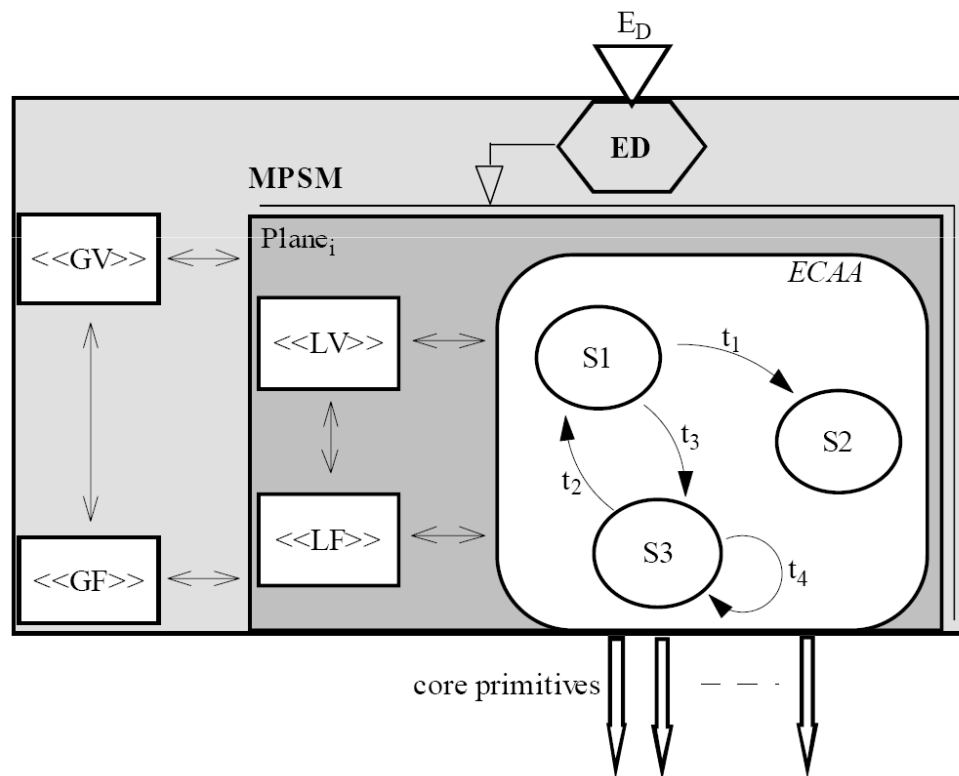 E_D
ED
MPSM
<<GV>>
Plane_i
ECAA
<<LV>>
S1
t_1
S2
t_3
t_2
<<LF>>
S3
t_4
<<GF>>
core primitives